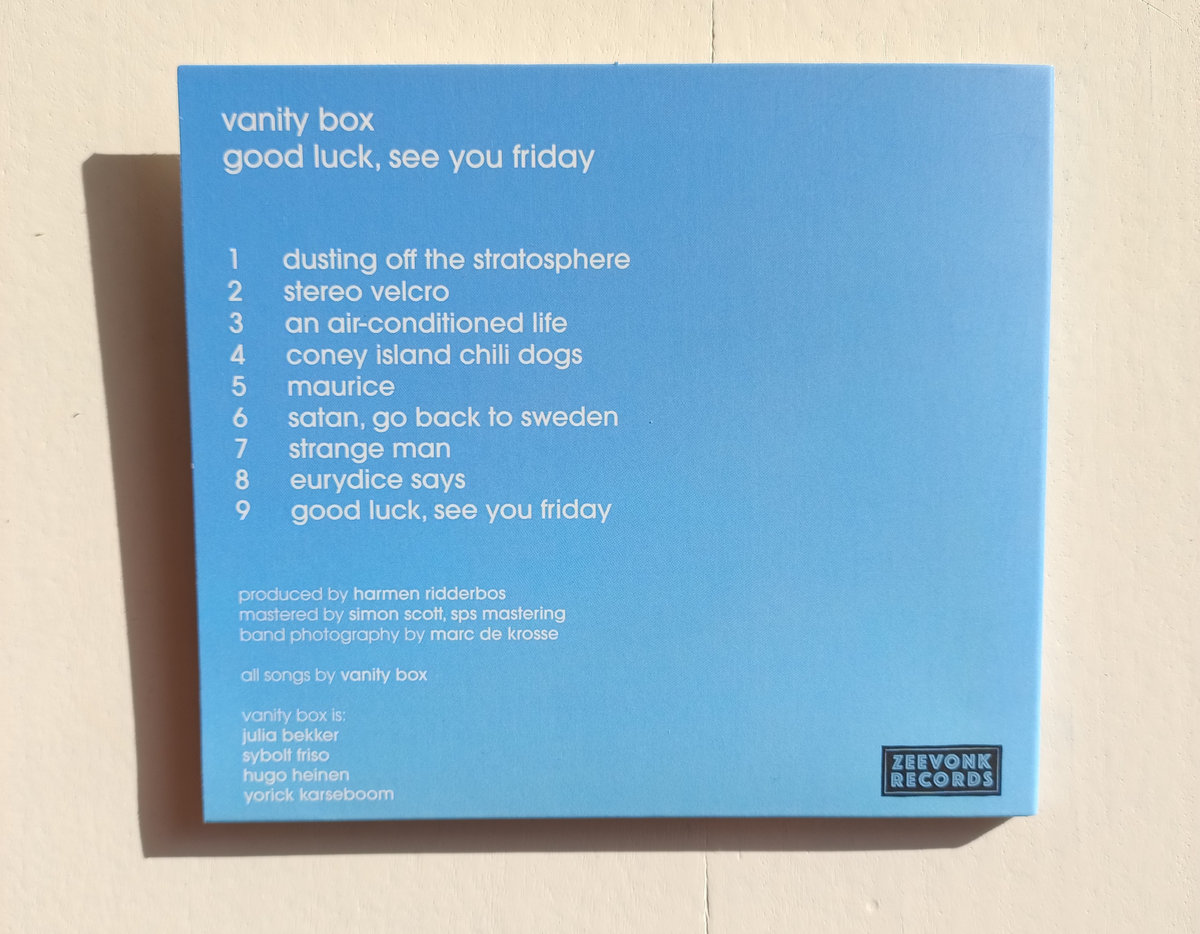 vanity box
good luck, see you friday
1 dusting off the stratosphere
2 stereo velcro
3 an air-conditioned life
4 coney island chili dogs
5 maurice
6 satan, go back to sweden
7 strange man
8 eurydice says
9 good luck, see you friday
produced by harmen ridderbos
mastered by simon scott, sps mastering
band photography by marc de krosse
all songs by vanity box
vanity box is:
julia bekker
sybolt friso
hugo heinen
yorick karseboom
ZEEVONK
RECORDS